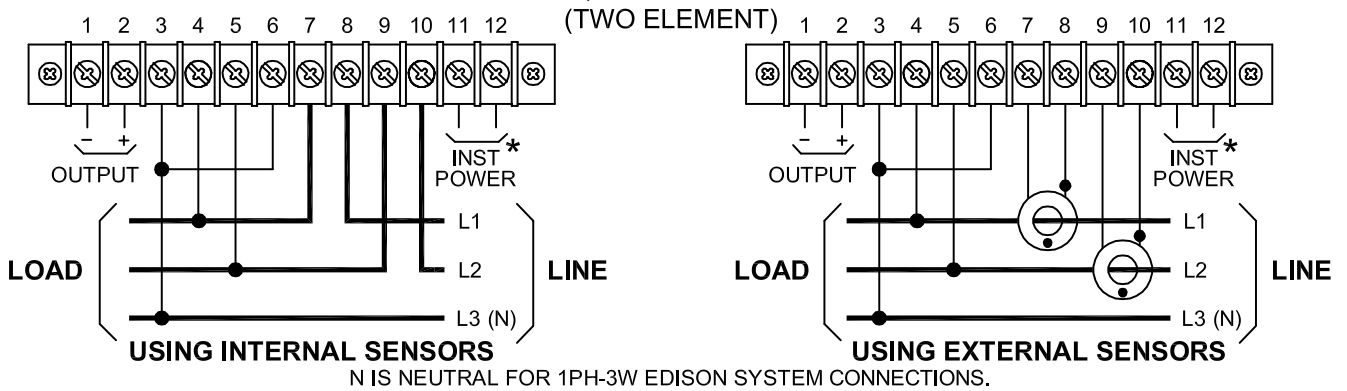 (TWO ELEMENT)
1 2 3 4 5 6 7 8 9 10 11 12
- +
OUTPUT
INST *
POWER
LOAD
L1
L2
L3 (N)
LINE
USING INTERNAL SENSORS
1 2 3 4 5 6 7 8 9 10 11 12
- +
OUTPUT
INST *
POWER
LOAD
L1
L2
L3 (N)
LINE
USING EXTERNAL SENSORS
N IS NEUTRAL FOR 1PH-3W EDISON SYSTEM CONNECTIONS.